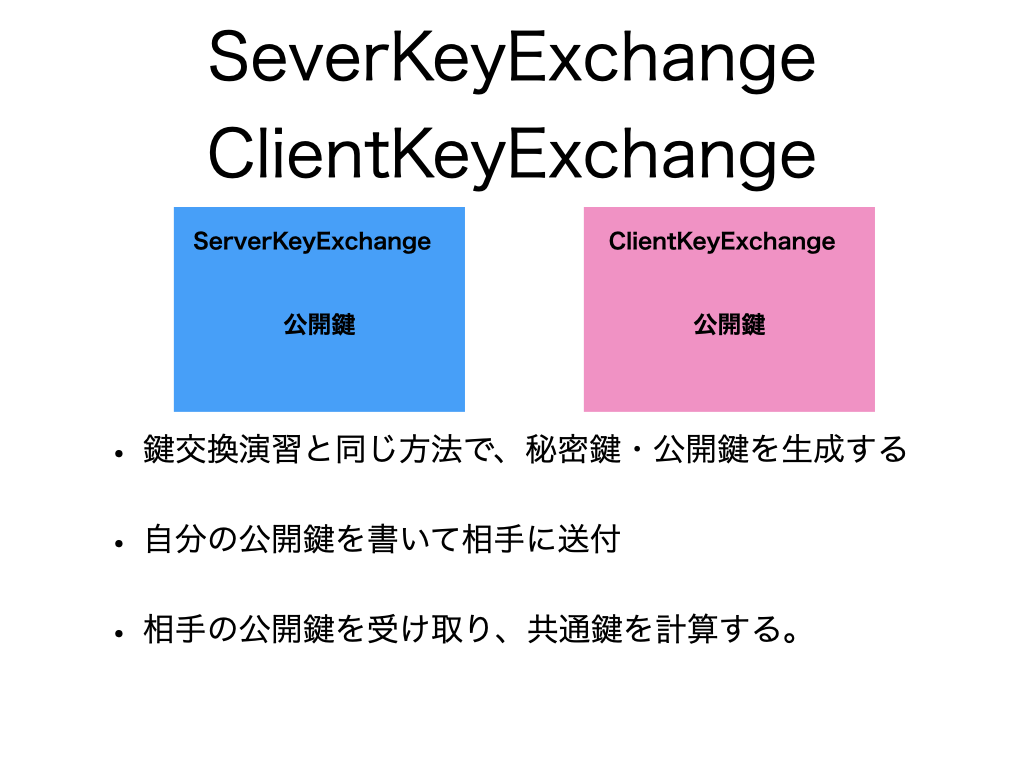 SeverKeyExchange
ClientKeyExchange
ServerKeyExchange
公開鍵
ClientKeyExchange
公開鍵
• 鍵交換演習と同じ方法で、秘密鍵・公開鍵を生成する
• 自分の公開鍵を書いて相手に送付
• 相手の公開鍵を受け取り、共通鍵を計算する。